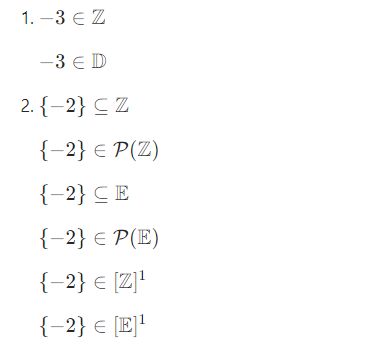 1. −3 ∈ ℤ
−3 ∈ 𝔻
2. {−2} ⊆ ℤ
{−2} ∈ 𝒫(ℤ)
{−2} ⊆ 𝔼
{−2} ∈ 𝒫(𝔼)
{−2} ∈ [ℤ]¹
{−2} ∈ [𝔼]¹